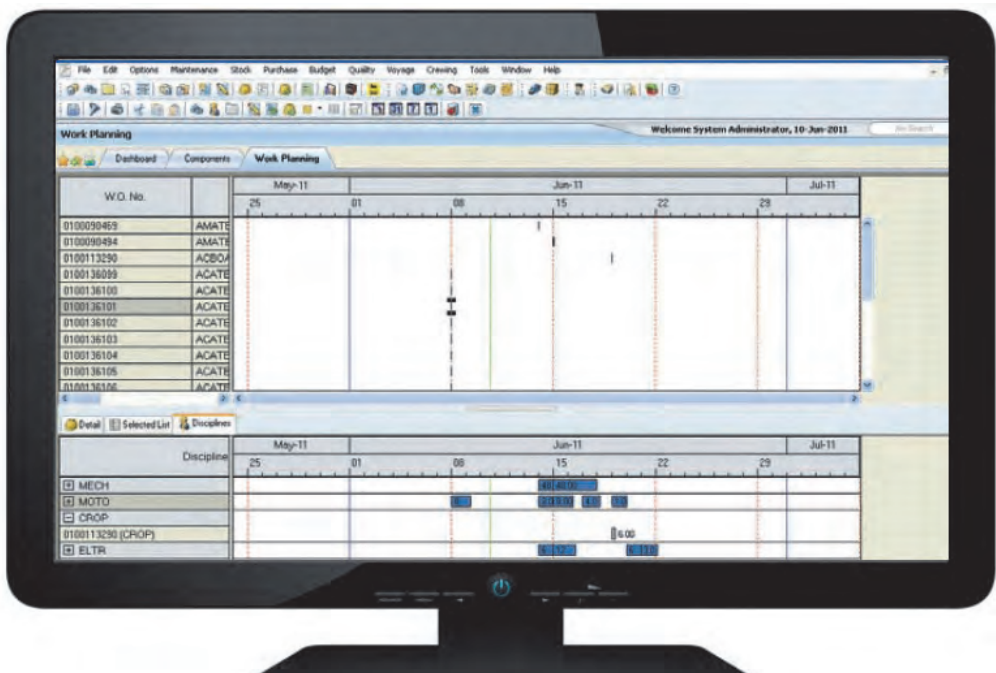 File Edit Options Maintenance Stock Purchase Budget Quality Voyage Crewing Tools Window Help
Work Planning
Welcome System Administrator, 10-Jun-2011
Dashboard Components Work Planning
W.O. No. May-11 Jun-11 Jul-11
25 01 08 15 22 29
0100090469 AMATE
0100090494 AMATE
0100113290 ACBOA
0100136099 ACATE
0100136100 ACATE
0100136101 ACATE
0100136102 ACATE
0100136103 ACATE
0100136104 ACATE
0100136105 ACATE
0100136106 ACATE
Detail Selected List Disciplines
Discipline May-11 Jun-11 Jul-11
25 01 08 15 22 29
MECH
MOTO
CROP
0100113290 (CROP) 6.00
ELTR